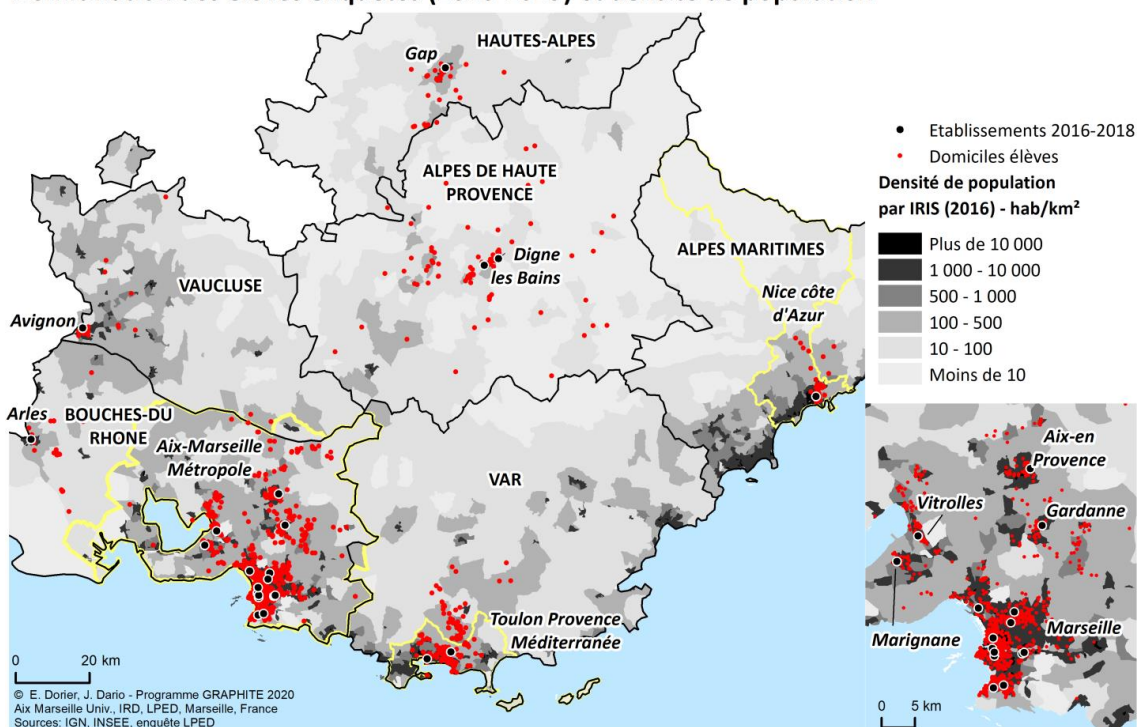 HAUTES-ALPES
Gap
ALPES DE HAUTE
PROVENCE
ALPES MARITIMES
Digne
les Bains
VAUCLUSE
Nice côte
d'Azur
Avignon
Arles
BOUCHES-DU
RHONE
Aix-Marseille
Métropole
VAR
Toulon Provence
Méditerranée
0 20 km
© E. Dorier, J. Dario - Programme GRAPHITE 2020
Aix Marseille Univ., IRD, LPED, Marseille, France
Sources: IGN, INSEE, enquête LPED
Etablissements 2016-2018
Domiciles élèves
Densité de population
par IRIS (2016) - hab/km²
Plus de 10 000
1 000 - 10 000
500 - 1 000
100 - 500
10 - 100
Moins de 10
Aix-en
Provence
Vitrolles
Gardanne
Marignane
Marseille
0 5 km